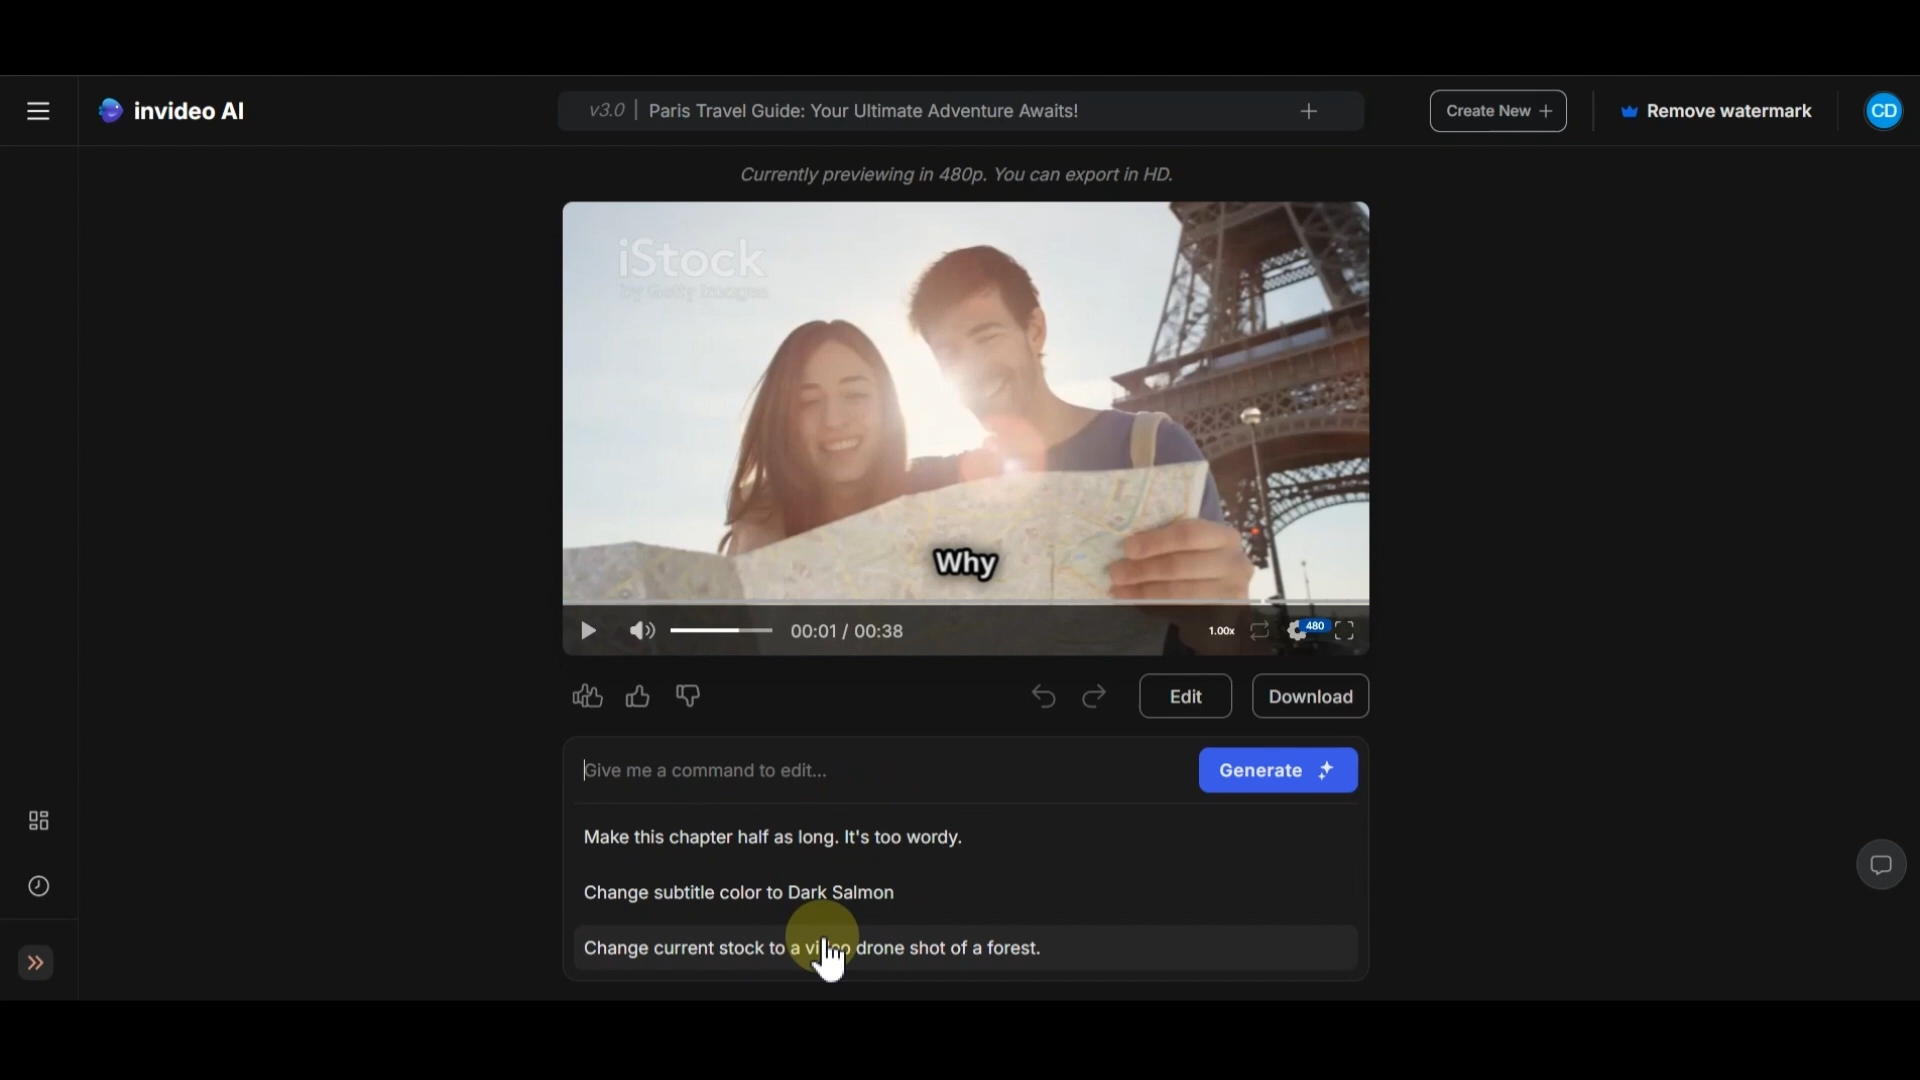 invideo AI
v3.0 | Paris Travel Guide: Your Ultimate Adventure Awaits!
Create New +
Remove watermark
CD
Currently previewing in 480p. You can export in HD.
iStock
by Getty Images
Why
00:01 / 00:38
1.00x
480
Edit
Download
Give me a command to edit...
Generate
Make this chapter half as long. It's too wordy.
Change subtitle color to Dark Salmon
Change current stock to a video drone shot of a forest.